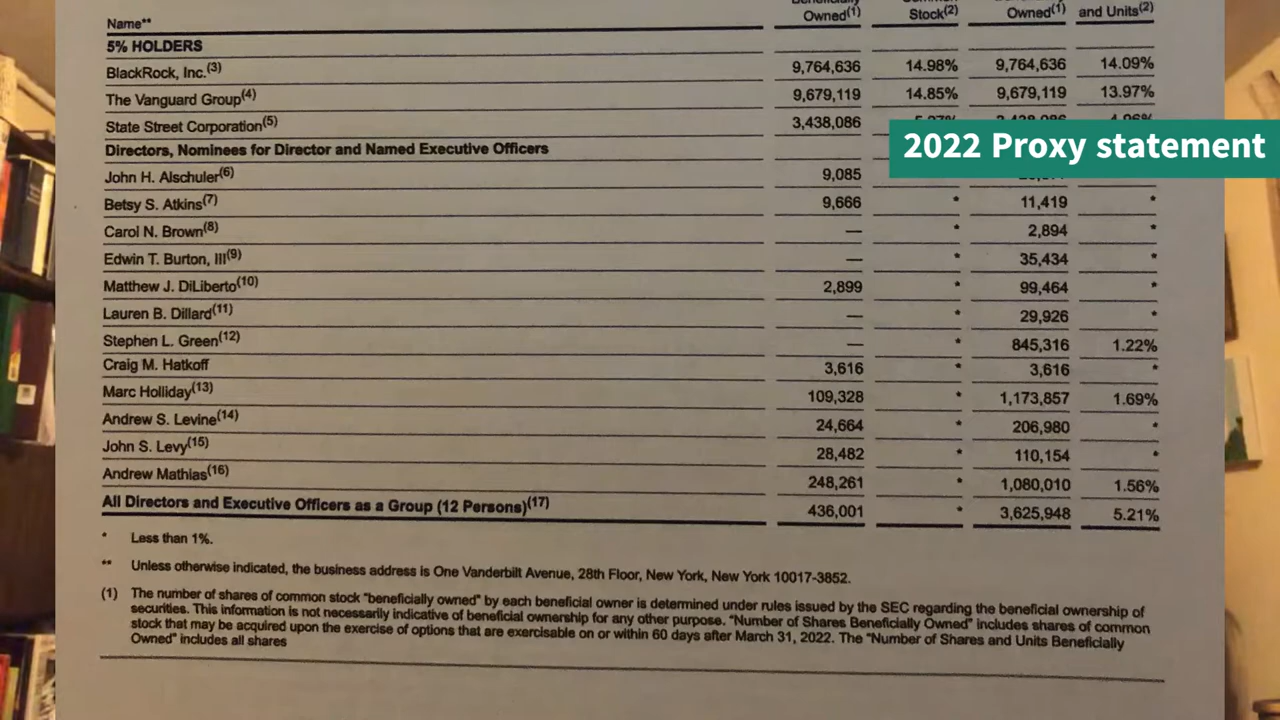 Owned(1) Stock(2) Owned(1) and Units(2)
Name**
5% HOLDERS
BlackRock, Inc.(3) 9,764,636 14.98% 9,764,636 14.09%
The Vanguard Group(4) 9,679,119 14.85% 9,679,119 13.97%
State Street Corporation(5) 3,438,086
2022 Proxy statement
Directors, Nominees for Director and Named Executive Officers
John H. Alschuler(6) 9,085
Betsy S. Atkins(7) 9,666 * 11,419 *
Carol N. Brown(8) — * 2,894 *
Edwin T. Burton, III(9) — * 35,434 *
Matthew J. DiLiberto(10) 2,899 * 99,464 *
Lauren B. Dillard(11) — * 29,926 *
Stephen L. Green(12) — * 845,316 1.22%
Craig M. Hatkoff 3,616 * 3,616 *
Marc Holliday(13) 109,328 * 1,173,857 1.69%
Andrew S. Levine(14) 24,664 * 206,980 *
John S. Levy(15) 28,482 * 110,154 *
Andrew Mathias(16) 248,261 * 1,080,010 1.56%
All Directors and Executive Officers as a Group (12 Persons)(17) 436,001 * 3,625,948 5.21%
* Less than 1%.
** Unless otherwise indicated, the business address is One Vanderbilt Avenue, 28th Floor, New York, New York 10017-3852.
(1) The number of shares of common stock "beneficially owned" by each beneficial owner is determined under rules issued by the SEC regarding the beneficial ownership of
securities. This information is not necessarily indicative of beneficial ownership for any other purpose. "Number of Shares Beneficially Owned" includes shares of common
stock that may be acquired upon the exercise of options that are exercisable on or within 60 days after March 31, 2022. The "Number of Shares and Units Beneficially
Owned" includes all shares